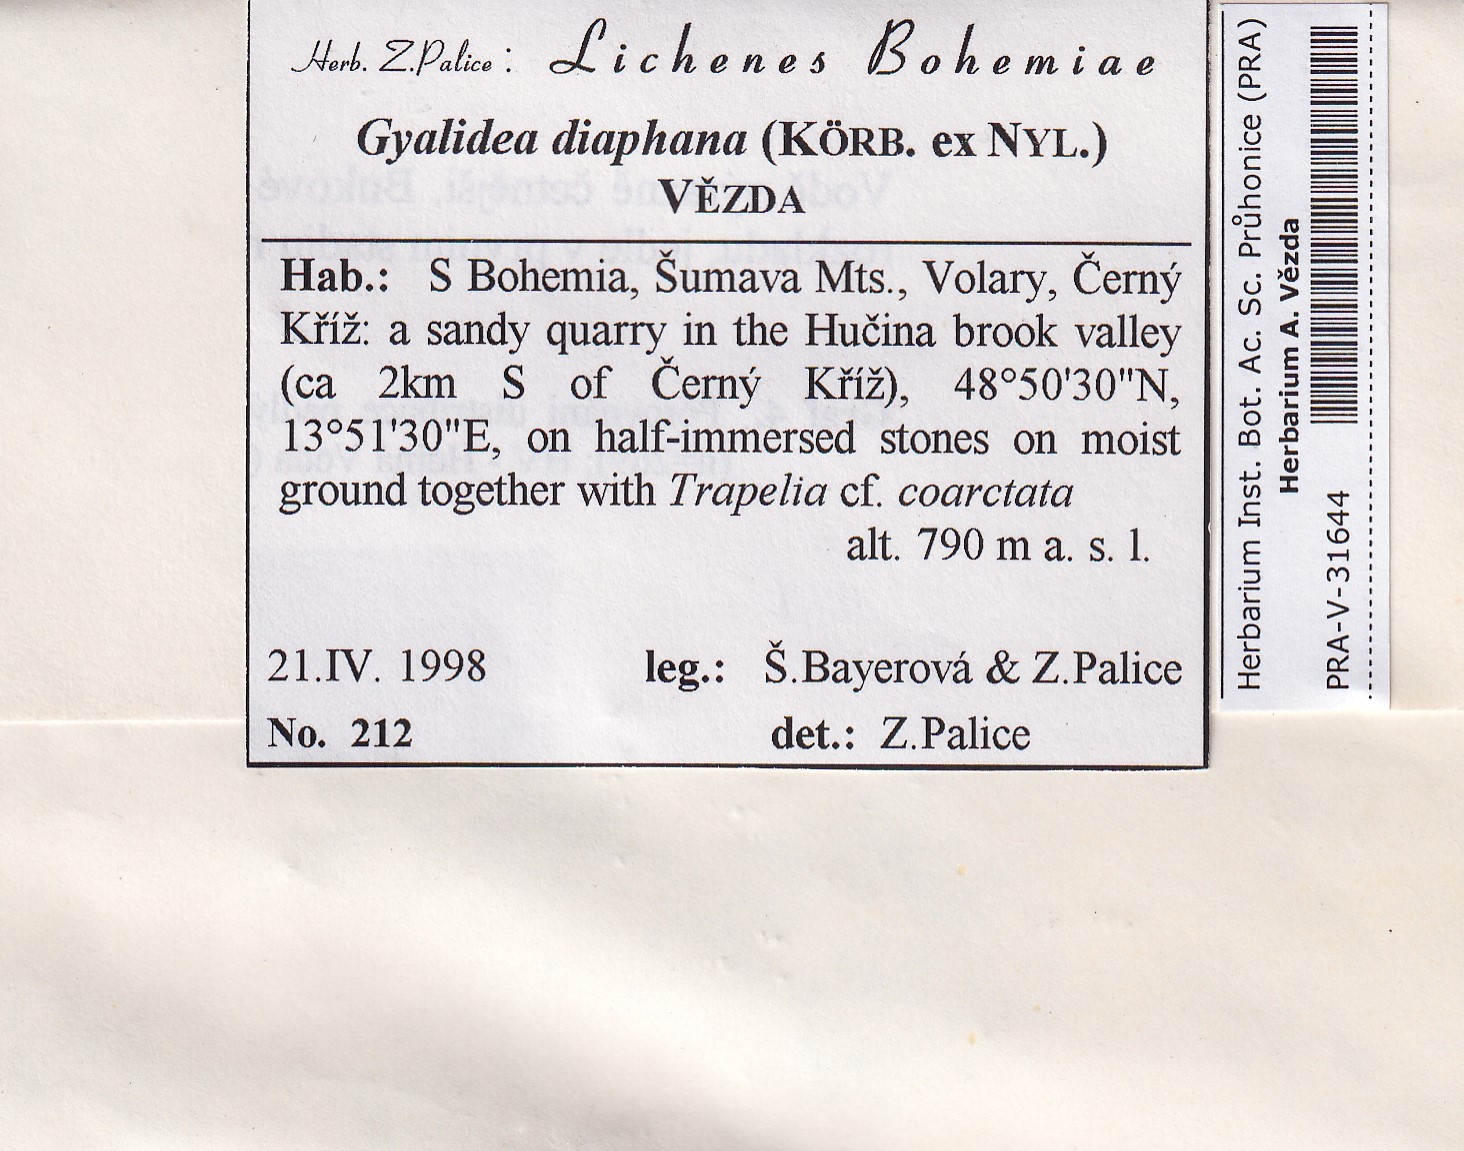 Herb. Z.Palice : Lichenes Bohemiae
Gyalidea diaphana (KÖRB. ex NYL.)
VĚZDA
Hab.: S Bohemia, Šumava Mts., Volary, Černý
Kříž: a sandy quarry in the Hučina brook valley
(ca 2km S of Černý Kříž), 48°50'30"N,
13°51'30"E, on half-immersed stones on moist
ground together with Trapelia cf. coarctata
alt. 790 m a. s. l.
21.IV. 1998 leg.: Š.Bayerová & Z.Palice
No. 212 det.: Z.Palice
Herbarium Inst. Bot. Ac. Sc. Průhonice (PRA)
Herbarium A. Vězda
PRA-V-31644